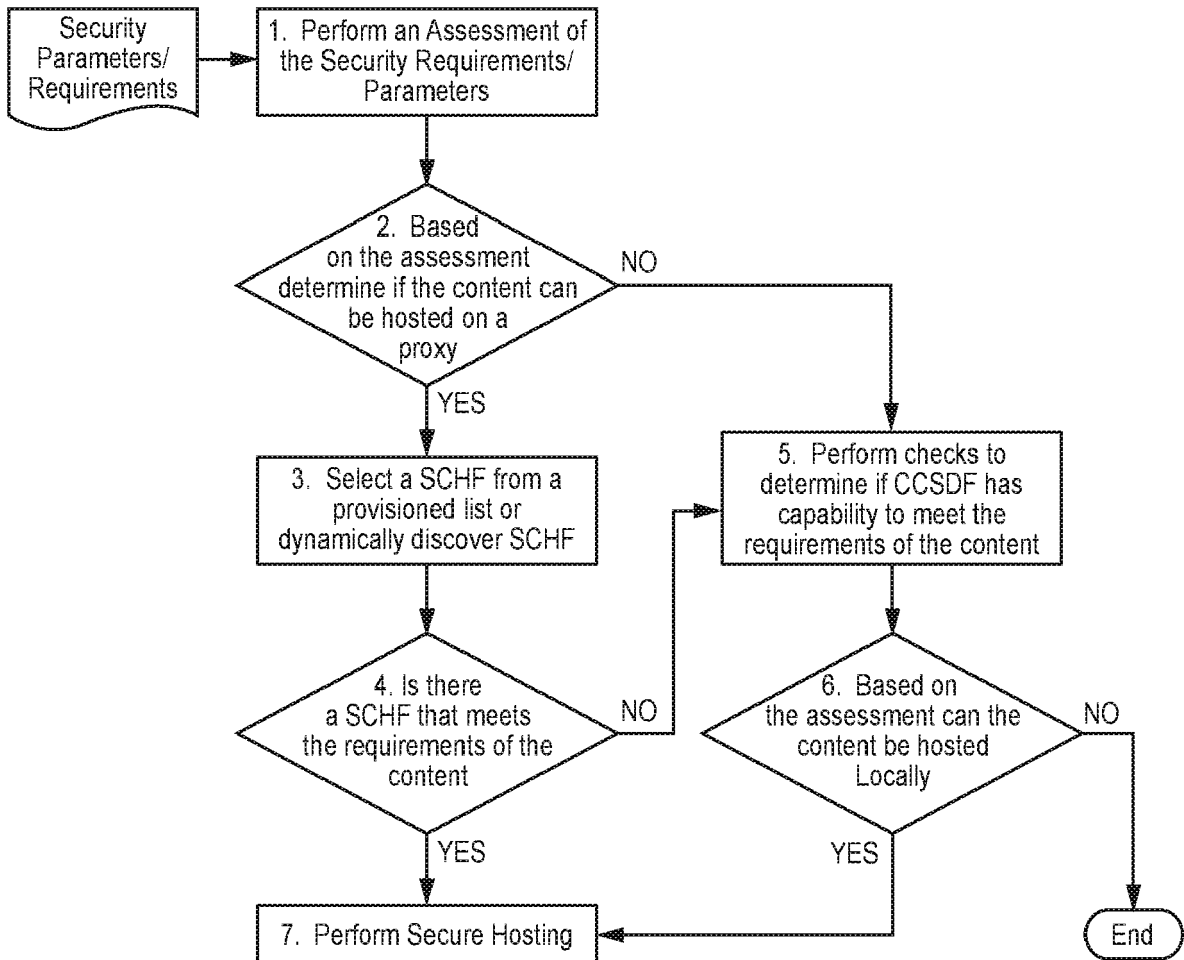 Security
Parameters/
Requirements
1. Perform an Assessment of
the Security Requirements/
Parameters
2. Based
on the assessment
determine if the content can
be hosted on a
proxy
NO
YES
3. Select a SCHF from a
provisioned list or
dynamically discover SCHF
5. Perform checks to
determine if CCSDF has
capability to meet the
requirements of the content
4. Is there
a SCHF that meets
the requirements of the
content
NO
YES
6. Based on
the assessment can the
content be hosted
Locally
NO
YES
7. Perform Secure Hosting
End